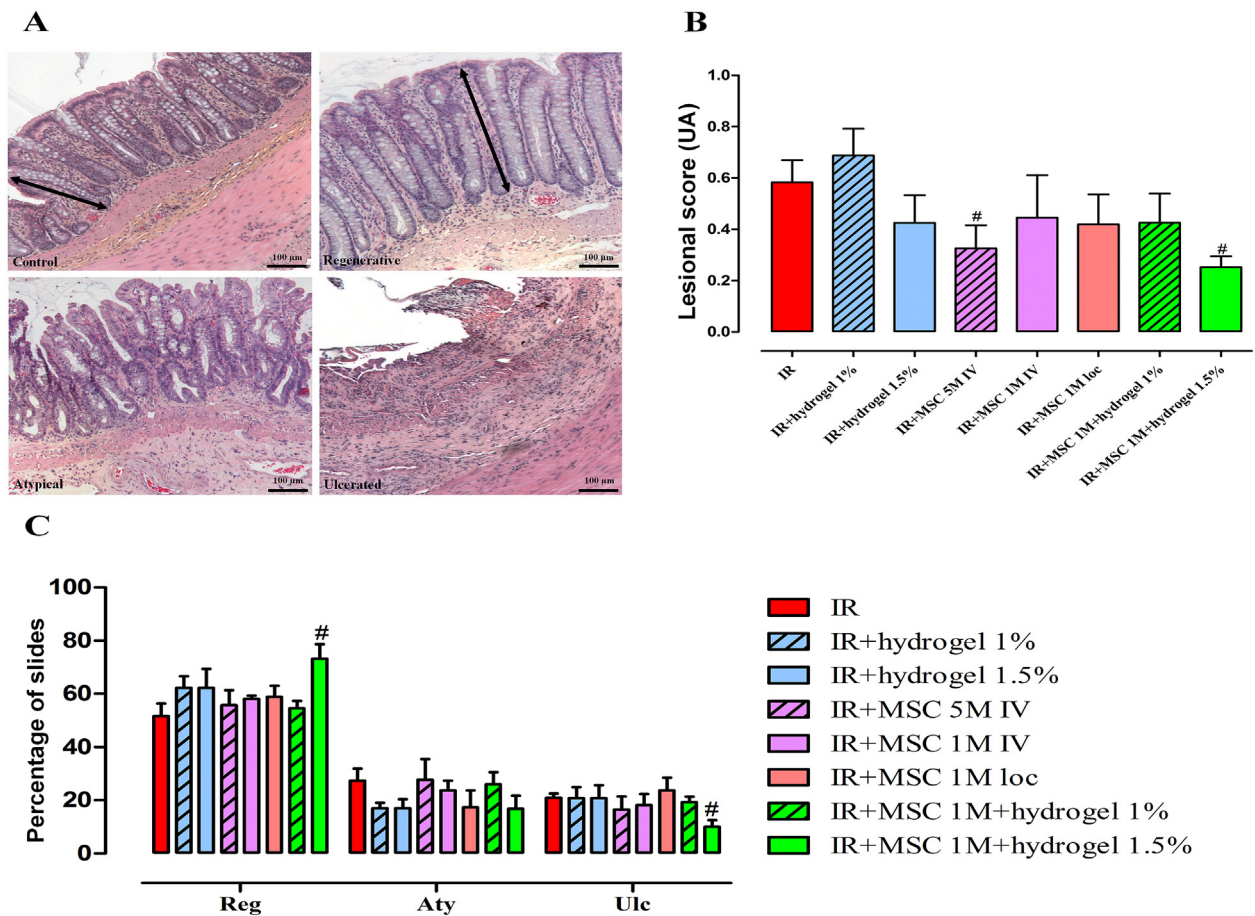 A
Control
100 µm
Regenerative
100 µm
Atypical
100 µm
Ulcerated
100 µm
B
Lesional score (UA)
1.0
0.8
0.6
0.4
0.2
0.0
#
#
IR
IR+hydrogel 1%
IR+hydrogel 1.5%
IR+MSC 5M IV
IR+MSC 1M IV
IR+MSC 1M loc
IR+MSC 1M+hydrogel 1%
IR+MSC 1M+hydrogel 1.5%
C
Percentage of slides
100
80
60
40
20
0
#
#
Reg
Aty
Ulc
IR
IR+hydrogel 1%
IR+hydrogel 1.5%
IR+MSC 5M IV
IR+MSC 1M IV
IR+MSC 1M loc
IR+MSC 1M+hydrogel 1%
IR+MSC 1M+hydrogel 1.5%